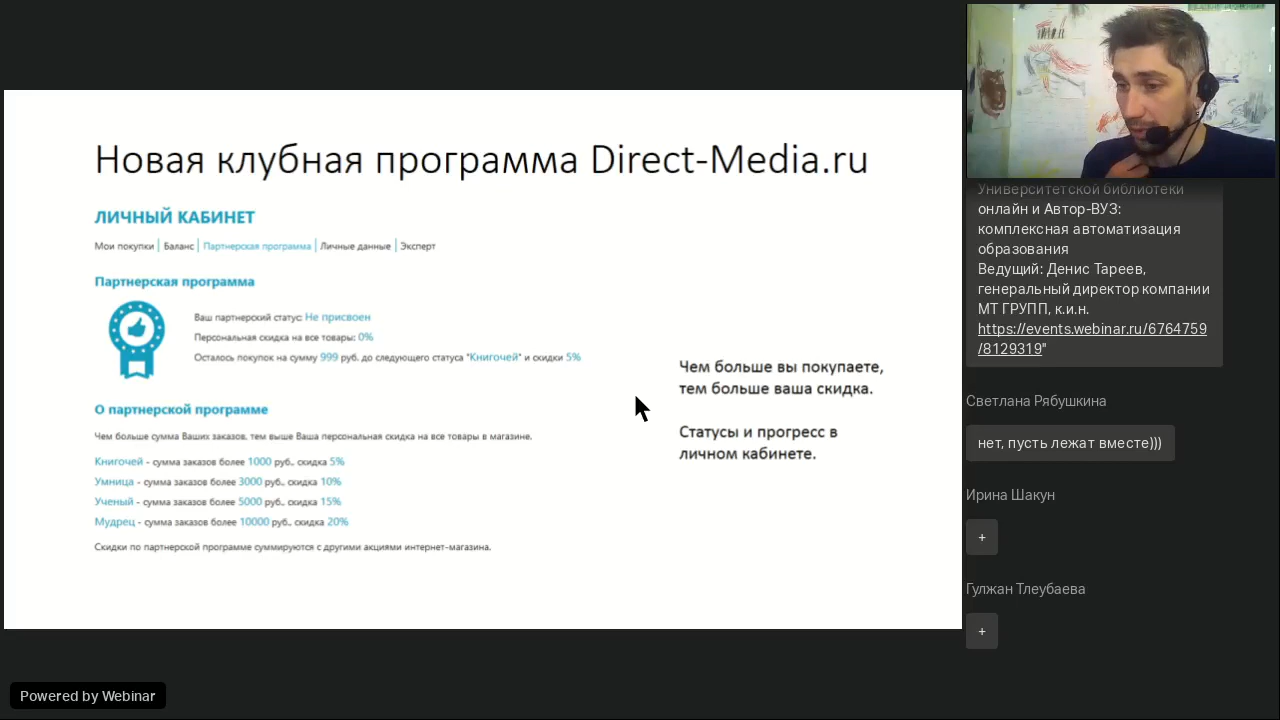 Новая клубная программа Direct-Media.ru
ЛИЧНЫЙ КАБИНЕТ
Мои покупки | Баланс | Партнерская программа | Личные данные | Эксперт
Партнерская программа
Ваш партнерский статус: Не присвоен
Персональная скидка на все товары: 0%
Осталось покупок на сумму 999 руб. до следующего статуса "Книгочей" и скидки 5%
О партнерской программе
Чем больше сумма Ваших заказов, тем выше Ваша персональная скидка на все товары в магазине.
Книгочей - сумма заказов более 1000 руб., скидка 5%
Умница - сумма заказов более 3000 руб., скидка 10%
Ученый - сумма заказов более 5000 руб., скидка 15%
Мудрец - сумма заказов более 10000 руб., скидка 20%
Скидки по партнерской программе суммируются с другими акциями интернет-магазина.
Чем больше вы покупаете,
тем больше ваша скидка.
Статусы и прогресс в
личном кабинете.
Университетской библиотеки
онлайн и Автор-ВУЗ:
комплексная автоматизация
образования
Ведущий: Денис Тареев,
генеральный директор компании
МТ ГРУПП, к.и.н.
https://events.webinar.ru/6764759
/8129319"
Светлана Рябушкина
нет, пусть лежат вместе)))
Ирина Шакун
+
Гулжан Тлеубаева
+
Powered by Webinar